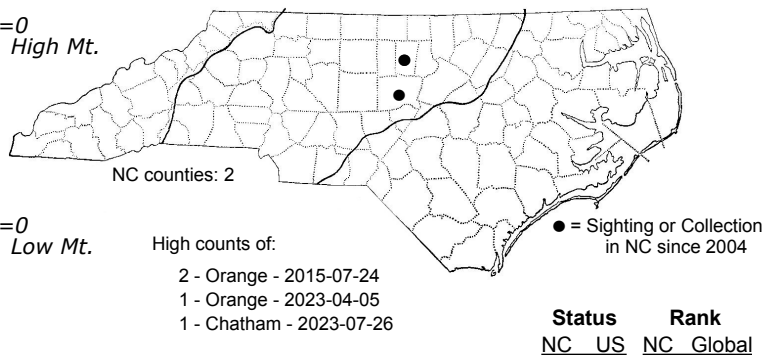 =0
High Mt.
NC counties: 2
=0
Low Mt.
High counts of:
2 - Orange - 2015-07-24
1 - Orange - 2023-04-05
1 - Chatham - 2023-07-26
● = Sighting or Collection
in NC since 2004
Status Rank
NC US NC Global